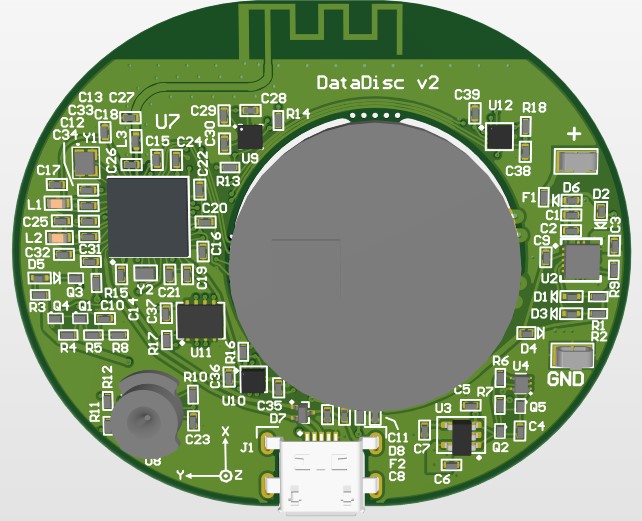 DataDisc v2
C13 C27
C33
C12 C18
C34 Y1
L3
U7
C15 C24
C26
C22
C29 C28
C30
R14
U9
R13
C39
U12 R18
C38
+
C17
L1
C25
L2
C32
C31
C20
C16
D5
R3
Q3
R15
Y2
C14
C21
C19
Q4 Q1 C10
R4 R5 R8
C37
R17
U11
R16
C36
U10
C35
D7
R12
R11
R10
C23
U8
X
Y
Z
J1
C11
D8
F2
C8
F1
D6
D2
C1
C2
C3
C9
U2
R9
D1
D3
R1
R2
D4
GND
R6
U4
C5
R7
Q5
U3
C7
Q2
C4
C6